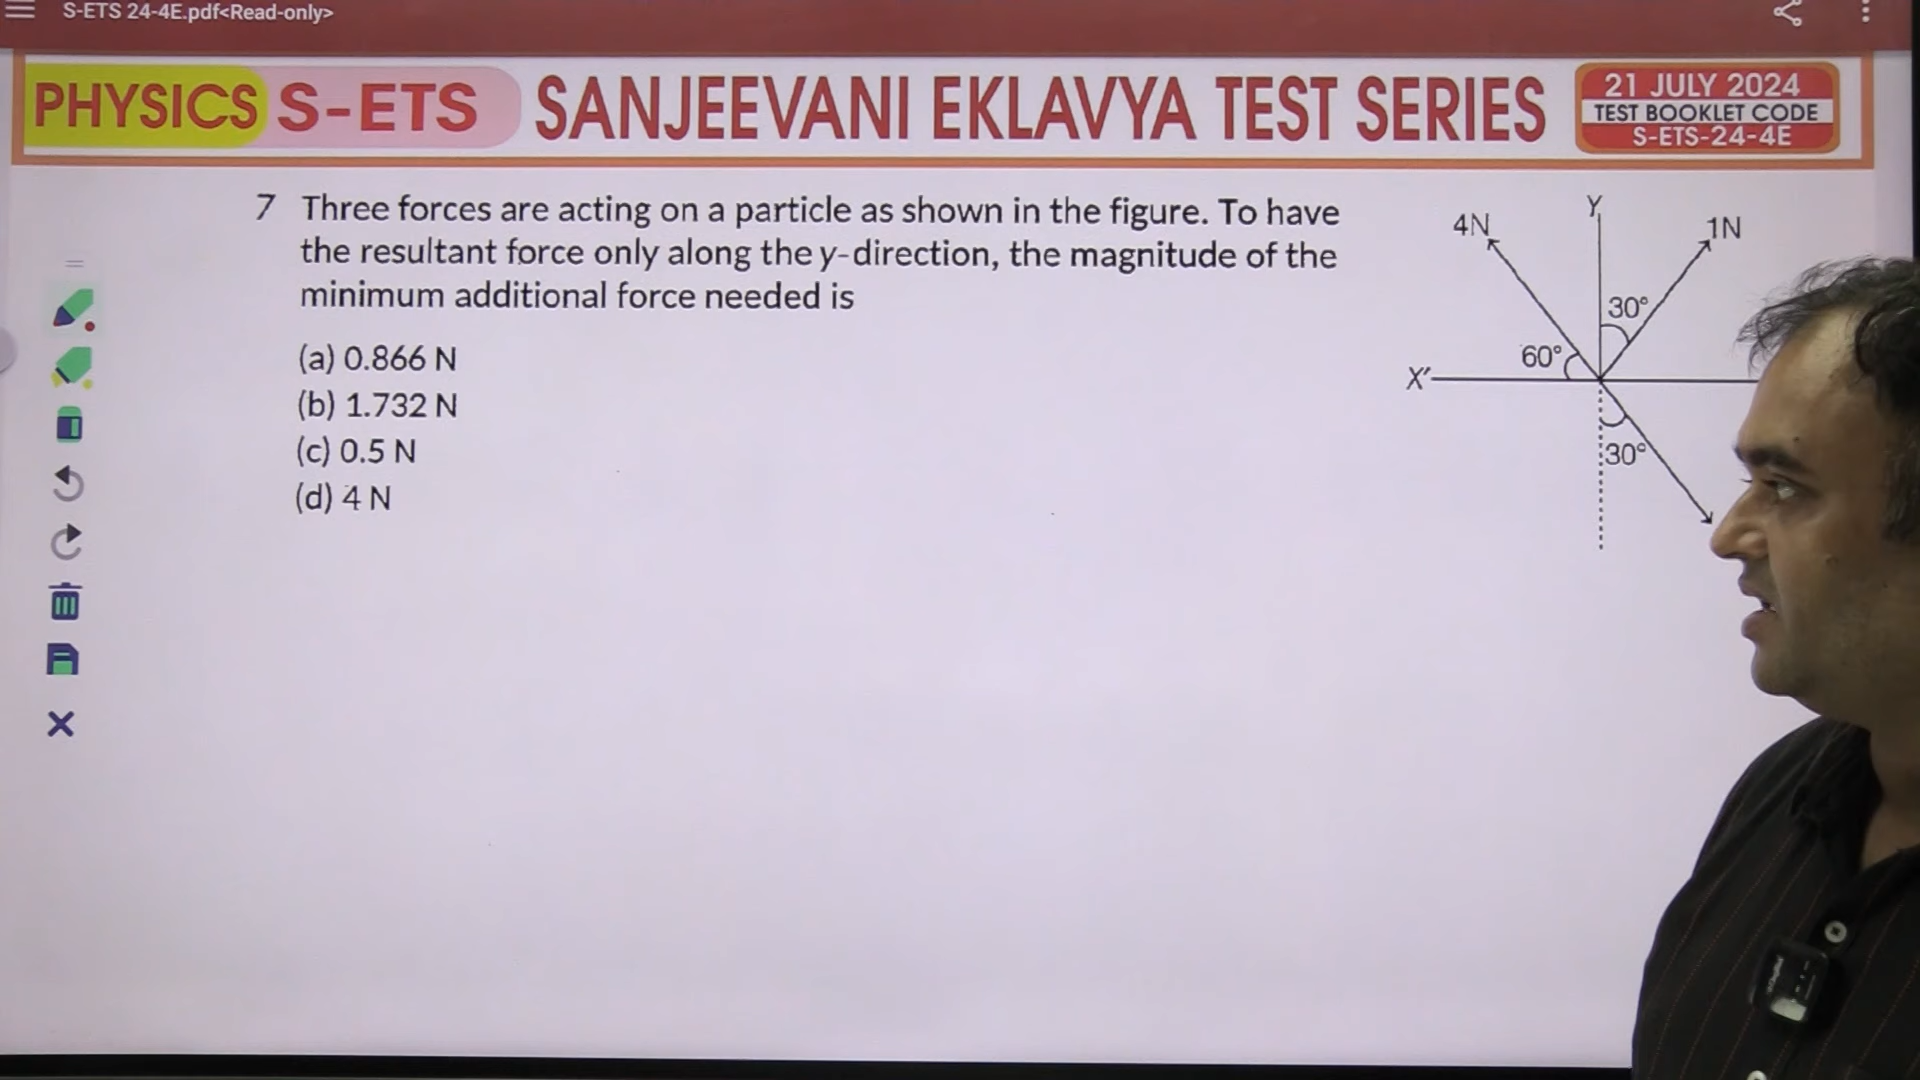 S-ETS 24-4E.pdf<Read-only>
PHYSICS S-ETS SANJEEVANI EKLAVYA TEST SERIES
21 JULY 2024
TEST BOOKLET CODE
S-ETS-24-4E
7 Three forces are acting on a particle as shown in the figure. To have
the resultant force only along the y-direction, the magnitude of the
minimum additional force needed is
(a) 0.866 N
(b) 1.732 N
(c) 0.5 N
(d) 4 N
4N
Y
1N
30°
60°
X'
30°